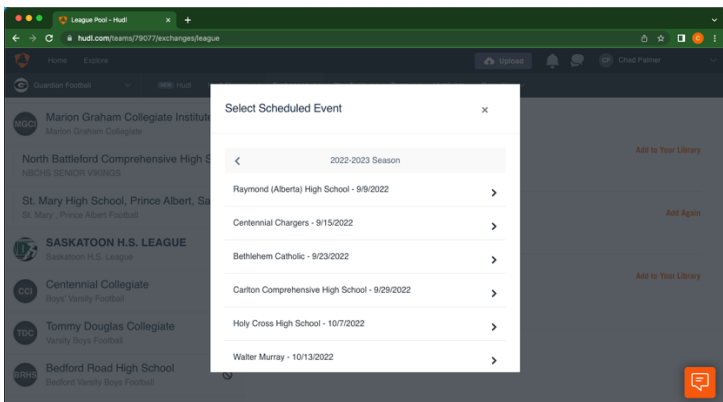 League Pool - Hudl
hudl.com/teams/79077/exchanges/league
Home Explore
Upload
CP Chad Palmer
Guardian Football
Hudl
MGCI
Marion Graham Collegiate Institute
Marion Graham Collegiate
North Battleford Comprehensive High S
NBCHS SENIOR VIKINGS
St. Mary High School, Prince Albert, Sa
St. Mary , Prince Albert Football
SASKATOON H.S. LEAGUE
Saskatoon H.S. League
CCI
Centennial Collegiate
Boys' Varsity Football
TDC
Tommy Douglas Collegiate
Varsity Boys Football
BRHS
Bedford Road High School
Bedford Varsity Boys Football
Select Scheduled Event
2022-2023 Season
Raymond (Alberta) High School - 9/9/2022
Centennial Chargers - 9/15/2022
Bethlehem Catholic - 9/23/2022
Carlton Comprehensive High School - 9/29/2022
Holy Cross High School - 10/7/2022
Walter Murray - 10/13/2022
Add to Your Library
Add Again
Add to Your Library